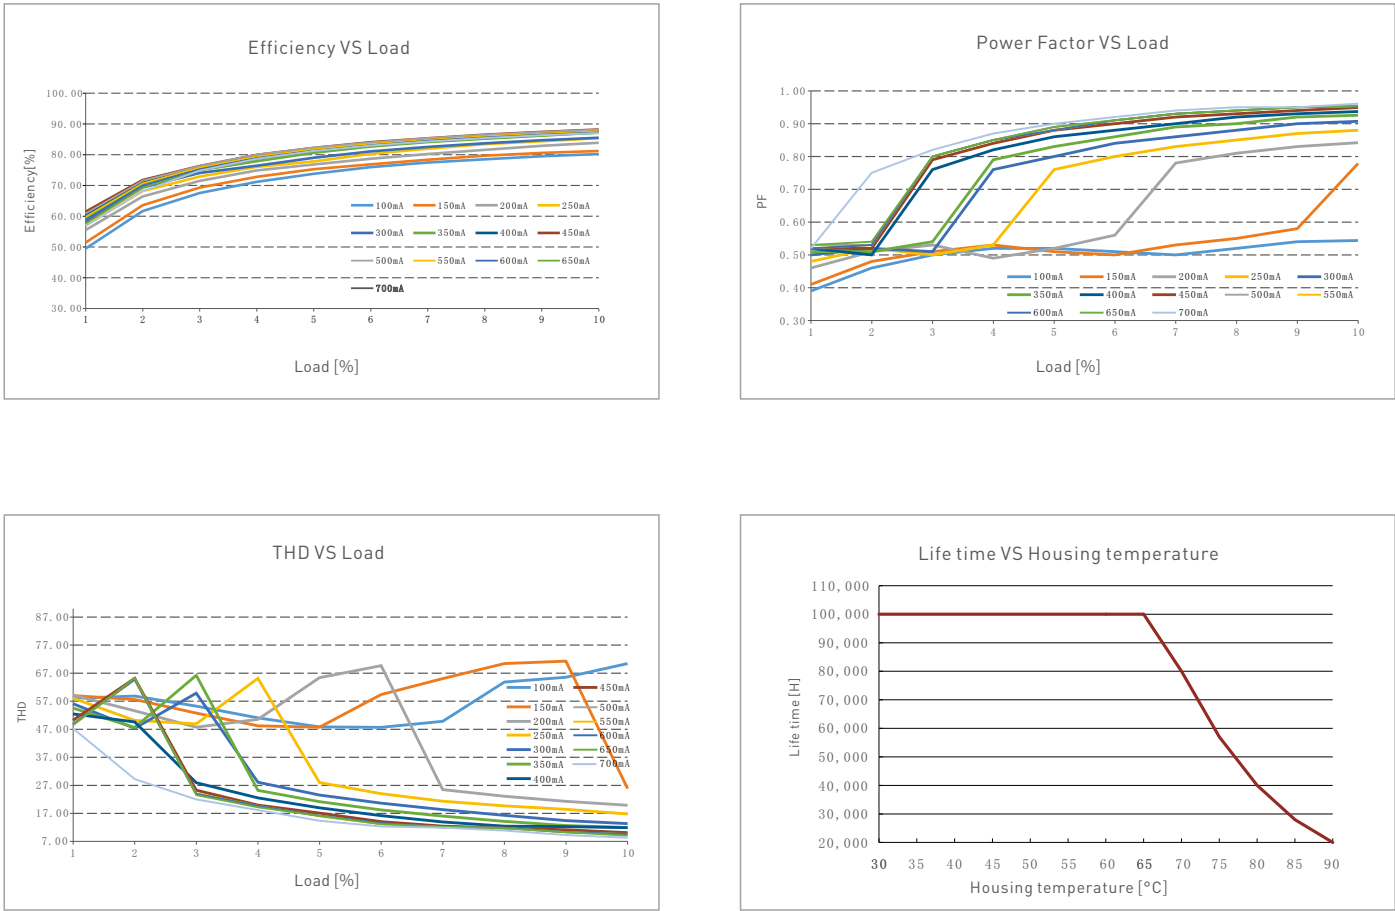 Efficiency VS Load
100.00
90.00
80.00
70.00
60.00
50.00
40.00
30.00
Efficiency[%]
100mA 150mA 200mA 250mA
300mA 350mA 400mA 450mA
500mA 550mA 600mA 650mA
700mA
1 2 3 4 5 6 7 8 9 10
Load [%]
Power Factor VS Load
1.00
0.90
0.80
0.70
0.60
0.50
0.40
0.30
PF
100mA 150mA 200mA 250mA 300mA
350mA 400mA 450mA 500mA 550mA
600mA 650mA 700mA
1 2 3 4 5 6 7 8 9 10
Load [%]
THD VS Load
87.00
77.00
67.00
57.00
47.00
37.00
27.00
17.00
7.00
THD
100mA 450mA
150mA 500mA
200mA 550mA
250mA 600mA
300mA 650mA
350mA 700mA
400mA
1 2 3 4 5 6 7 8 9 10
Load [%]
Life time VS Housing temperature
110,000
100,000
90,000
80,000
70,000
60,000
50,000
40,000
30,000
20,000
Life time [H]
30 35 40 45 50 55 60 65 70 75 80 85 90
Housing temperature [°C]